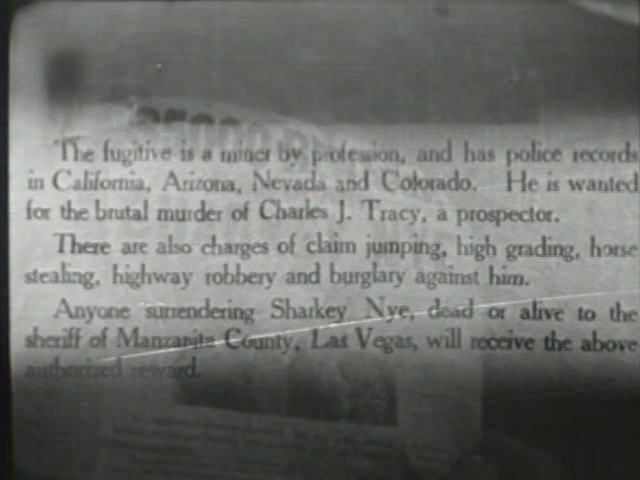 The fugitive is a miner by profession, and has police records
in California, Arizona, Nevada and Colorado. He is wanted
for the brutal murder of Charles J. Tracy, a prospector.
There are also charges of claim jumping, high grading, horse
stealing, highway robbery and burglary against him.
Anyone surrendering Sharkey Nye, dead or alive to the
sheriff of Manzanita County, Las Vegas, will receive the above
authorized reward.